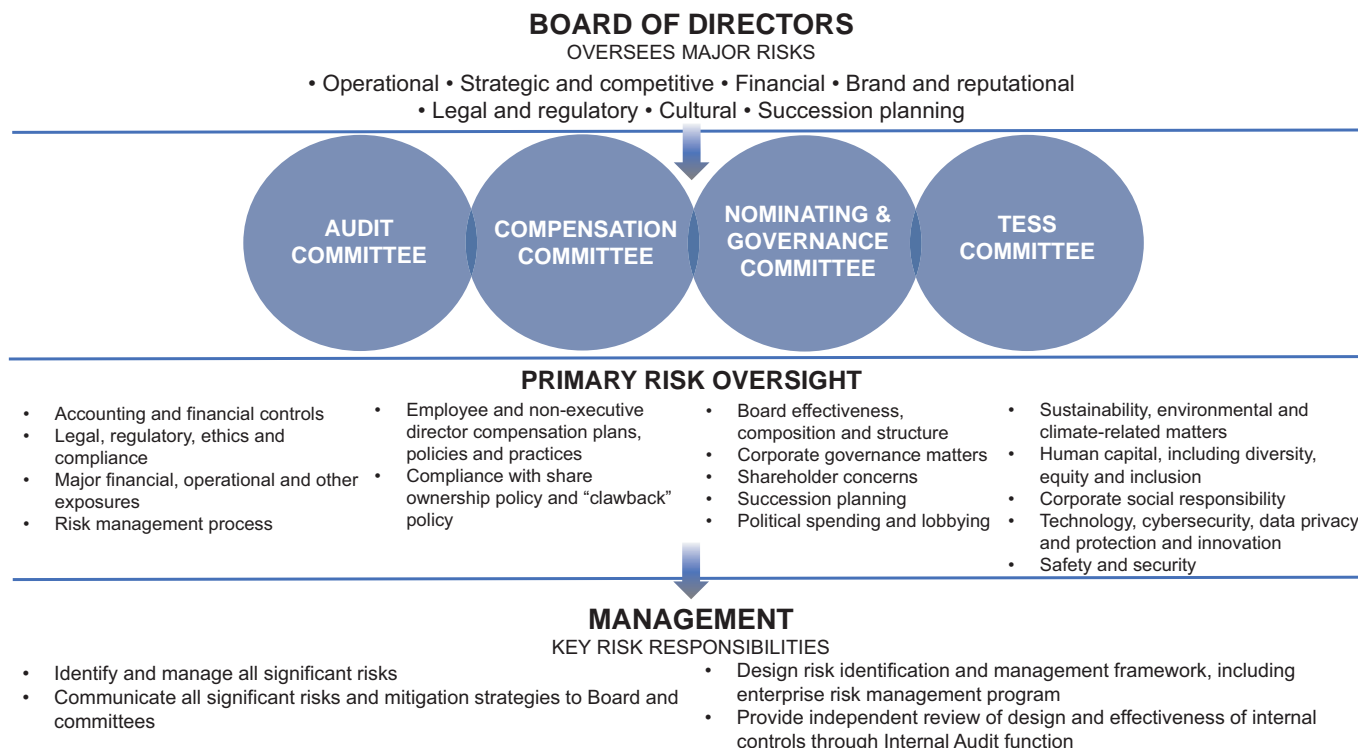 BOARD OF DIRECTORS
OVERSEES MAJOR RISKS
• Operational • Strategic and competitive • Financial • Brand and reputational
• Legal and regulatory • Cultural • Succession planning
AUDIT
COMMITTEE
COMPENSATION
COMMITTEE
NOMINATING &
GOVERNANCE
COMMITTEE
TESS
COMMITTEE
PRIMARY RISK OVERSIGHT
• Accounting and financial controls
• Legal, regulatory, ethics and
compliance
• Major financial, operational and other
exposures
• Risk management process
• Employee and non-executive
director compensation plans,
policies and practices
• Compliance with share
ownership policy and “clawback”
policy
• Board effectiveness,
composition and structure
• Corporate governance matters
• Shareholder concerns
• Succession planning
• Political spending and lobbying
• Sustainability, environmental and
climate-related matters
• Human capital, including diversity,
equity and inclusion
• Corporate social responsibility
• Technology, cybersecurity, data privacy
and protection and innovation
• Safety and security
MANAGEMENT
KEY RISK RESPONSIBILITIES
• Identify and manage all significant risks
• Communicate all significant risks and mitigation strategies to Board and
committees
• Design risk identification and management framework, including
enterprise risk management program
• Provide independent review of design and effectiveness of internal
controls through Internal Audit function